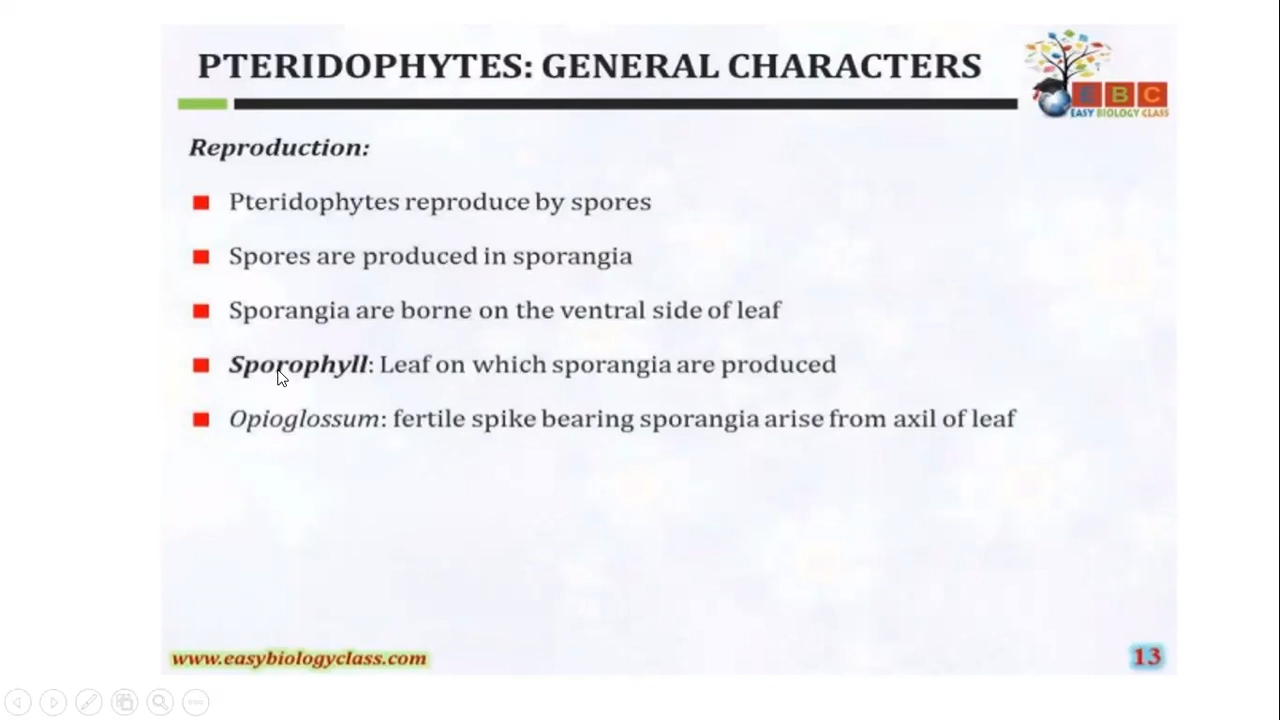 PTERIDOPHYTES: GENERAL CHARACTERS
E B C
EASY BIOLOGY CLASS
Reproduction:
Pteridophytes reproduce by spores
Spores are produced in sporangia
Sporangia are borne on the ventral side of leaf
Sporophyll: Leaf on which sporangia are produced
Opioglossum: fertile spike bearing sporangia arise from axil of leaf
www.easybiologyclass.com
13